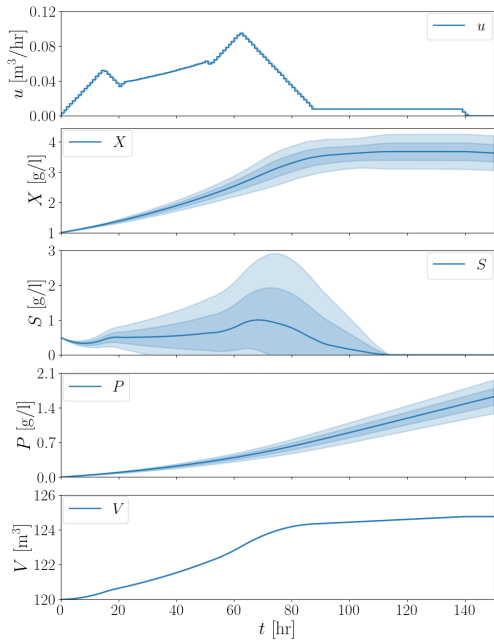 0.12
0.08
0.04
0.00
u [m³/hr]
u
4
3
2
1
X [g/l]
X
3
2
1
0
S [g/l]
S
2.1
1.4
0.7
0.0
P [g/l]
P
126
124
122
120
V [m³]
V
0 20 40 60 80 100 120 140
t [hr]